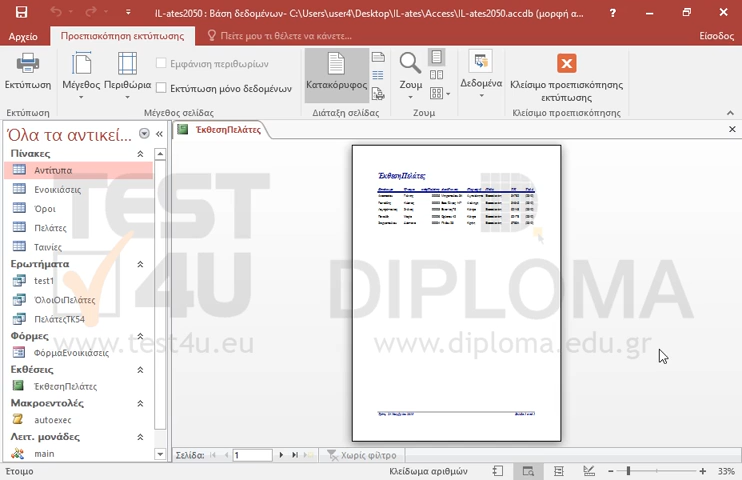 IL-ates2050 : Βάση δεδομένων- C:\Users\user4\Desktop\IL-ates\Access\IL-ates2050.accdb (μορφή α...
Αρχείο
Προεπισκόπηση εκτύπωσης
Πείτε μου τι θέλετε να κάνετε...
Είσοδος
Εκτύπωση
Μέγεθος
Περιθώρια
Εμφάνιση περιθωρίων
Εκτύπωση μόνο δεδομένων
Κατακόρυφος
Ζουμ
Δεδομένα
Κλείσιμο προεπισκόπησης εκτύπωσης
Εκτύπωση
Μέγεθος σελίδας
Διάταξη σελίδας
Ζουμ
Κλείσιμο προεπισκόπησης
Όλα τα αντικεί...
ΈκθεσηΠελάτες
Πίνακες
Αντίτυπα
Ενοικιάσεις
Όροι
Πελάτες
Ταινίες
Ερωτήματα
test1
ΌλοιΟιΠελάτες
ΠελάτεςΤΚ54
Φόρμες
ΦόρμαΕνοικιάσεις
Εκθέσεις
ΈκθεσηΠελάτες
Μακροεντολές
autoexec
Λειτ. μονάδες
main
ΈκθεσηΠελάτες
TEST
4U
www.test4u.eu
DIPLOMA
www.diploma.edu.gr
Σελίδα:
1
Χωρίς φίλτρο
Έτοιμο
Κλείδωμα αριθμών
33%